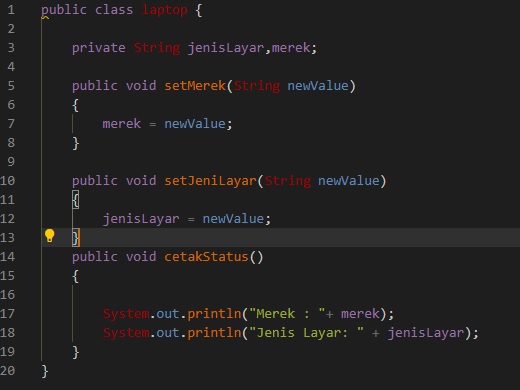 1 public class laptop {
2
3 private String jenisLayar,merek;
4
5 public void setMerek(String newValue)
6 {
7 merek = newValue;
8 }
9
10 public void setJeniLayar(String newValue)
11 {
12 jenisLayar = newValue;
13 }
14 public void cetakStatus()
15 {
16
17 System.out.println("Merek : "+ merek);
18 System.out.println("Jenis Layar: " + jenisLayar);
19 }
20 }